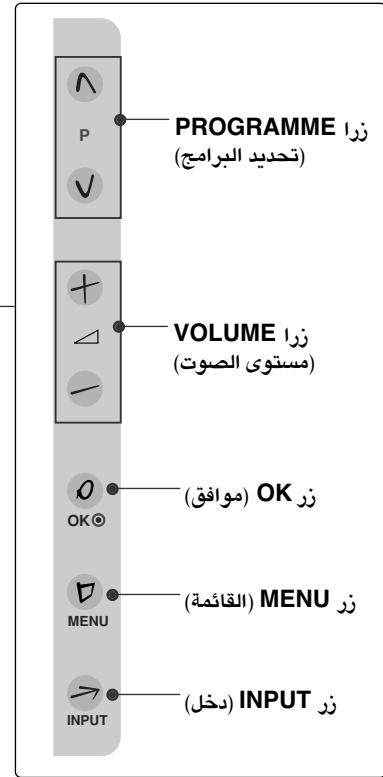 P
زرا PROGRAMME
(تحديد البرامج)
زرا VOLUME
(مستوى الصوت)
OK
زر OK (موافق)
MENU
زر MENU (القائمة)
INPUT
زر INPUT (دخل)